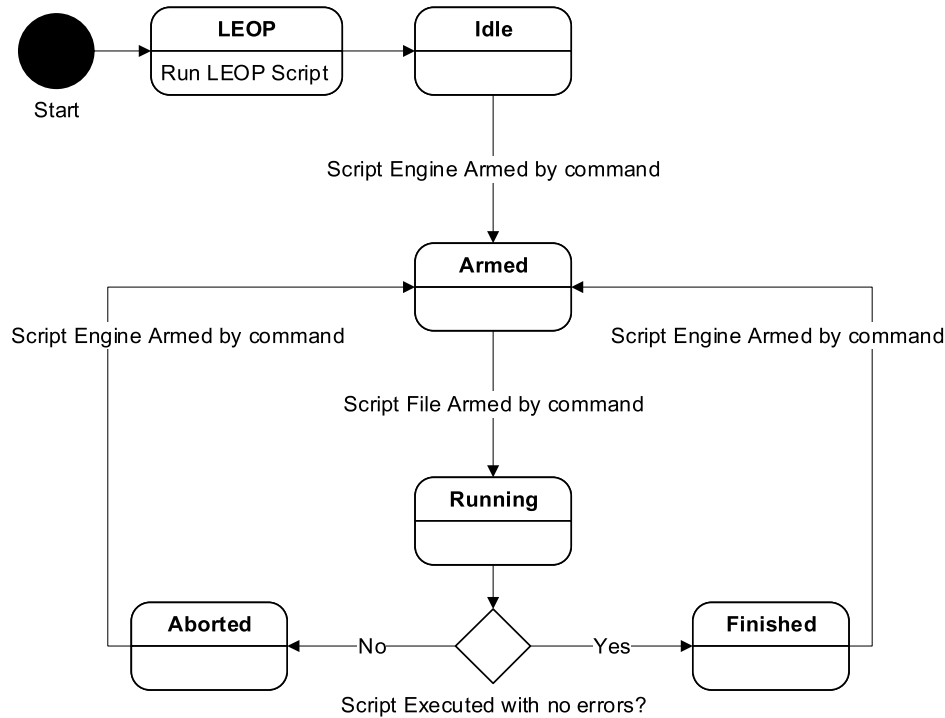 LEOP
Idle
Run LEOP Script
Start
Script Engine Armed by command
Armed
Script Engine Armed by command
Script Engine Armed by command
Script File Armed by command
Running
Aborted
Finished
No
Yes
Script Executed with no errors?